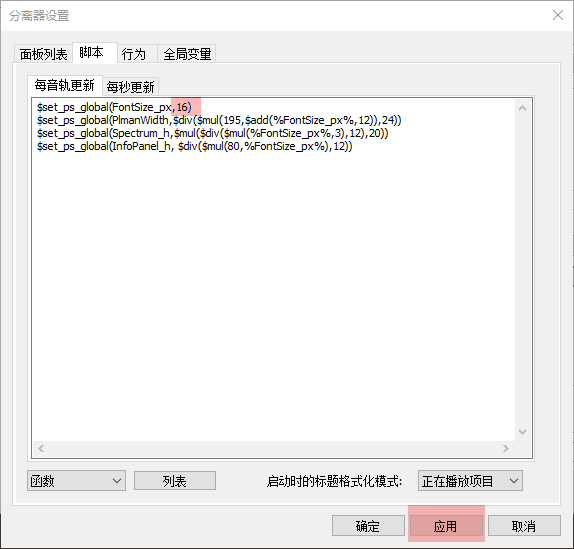 分离器设置
面板列表 脚本 行为 全局变量
每音轨更新 每秒更新
$set_ps_global(FontSize_px,16)
$set_ps_global(PlmanWidth,$div($mul(195,$add(%FontSize_px%,12)),24))
$set_ps_global(Spectrum_h,$mul($div($mul(%FontSize_px%,3),12),20))
$set_ps_global(InfoPanel_h, $div($mul(80,%FontSize_px%),12))
函数 列表 启动时的标题格式化模式: 正在播放项目
确定 应用 取消